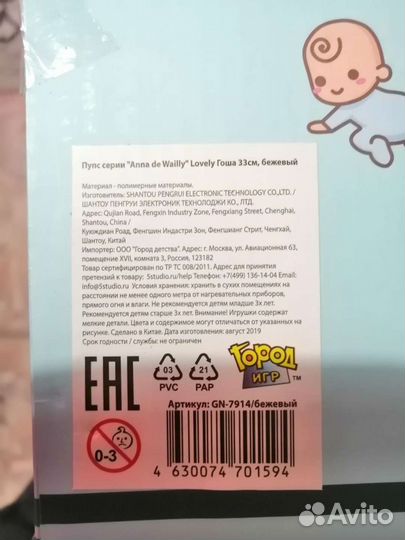 Пупс серии "Anna de Wailly" Lovely Гоша 33см, бежевый
Материал - полимерные материалы.
Изготовитель: SHANTOU PENGRUI ELECTRONIC TECHNOLOGY CO.,LTD. /
ШАНТОУ ПЕНГРУИ ЭЛЕКТРОНИК ТЕКНОЛОДЖИ КО., ЛТД.
Адрес: Qujian Road, Fengxin Industry Zone, Fengxiang Street, Chenghai,
Shantou, China /
Куюждиан Роад, Фенгшин Индастри Зон, Фенгшианг Стрит, Ченгхай,
Шантоу, Китай
Импортер: ООО "Город детства". Адрес: г. Москва, ул. Авиационная 63,
помещение XVII, комната 3, Россия, 123182
Товар сертифицирован по ТР ТС 008/2011. Адрес для принятия
претензий к товару: 5studio.ru/help Телефон: +7(499) 136-14-04 Email:
info@5studio.ru Условия хранения: хранить в сухих помещениях на
расстоянии не менее одного метра от нагревательных приборов,
прямого огня и влаги. Не рекомендуется детям младше 3х лет.
Рекомендуется детям старше 3х лет. Внимание! Игрушки содержат
мелкие детали. Цвета и содержимое могут отличаться от указанных на
рисунке. Сделано в Китае. Дата изготовления: август 2019
Срок годности / службы: не ограничен
EAC
03
PVC
21
PAP
ГОРОД
ИГР
TM
Артикул: GN-7914/бежевый
0-3
4 630074 701594
Avito